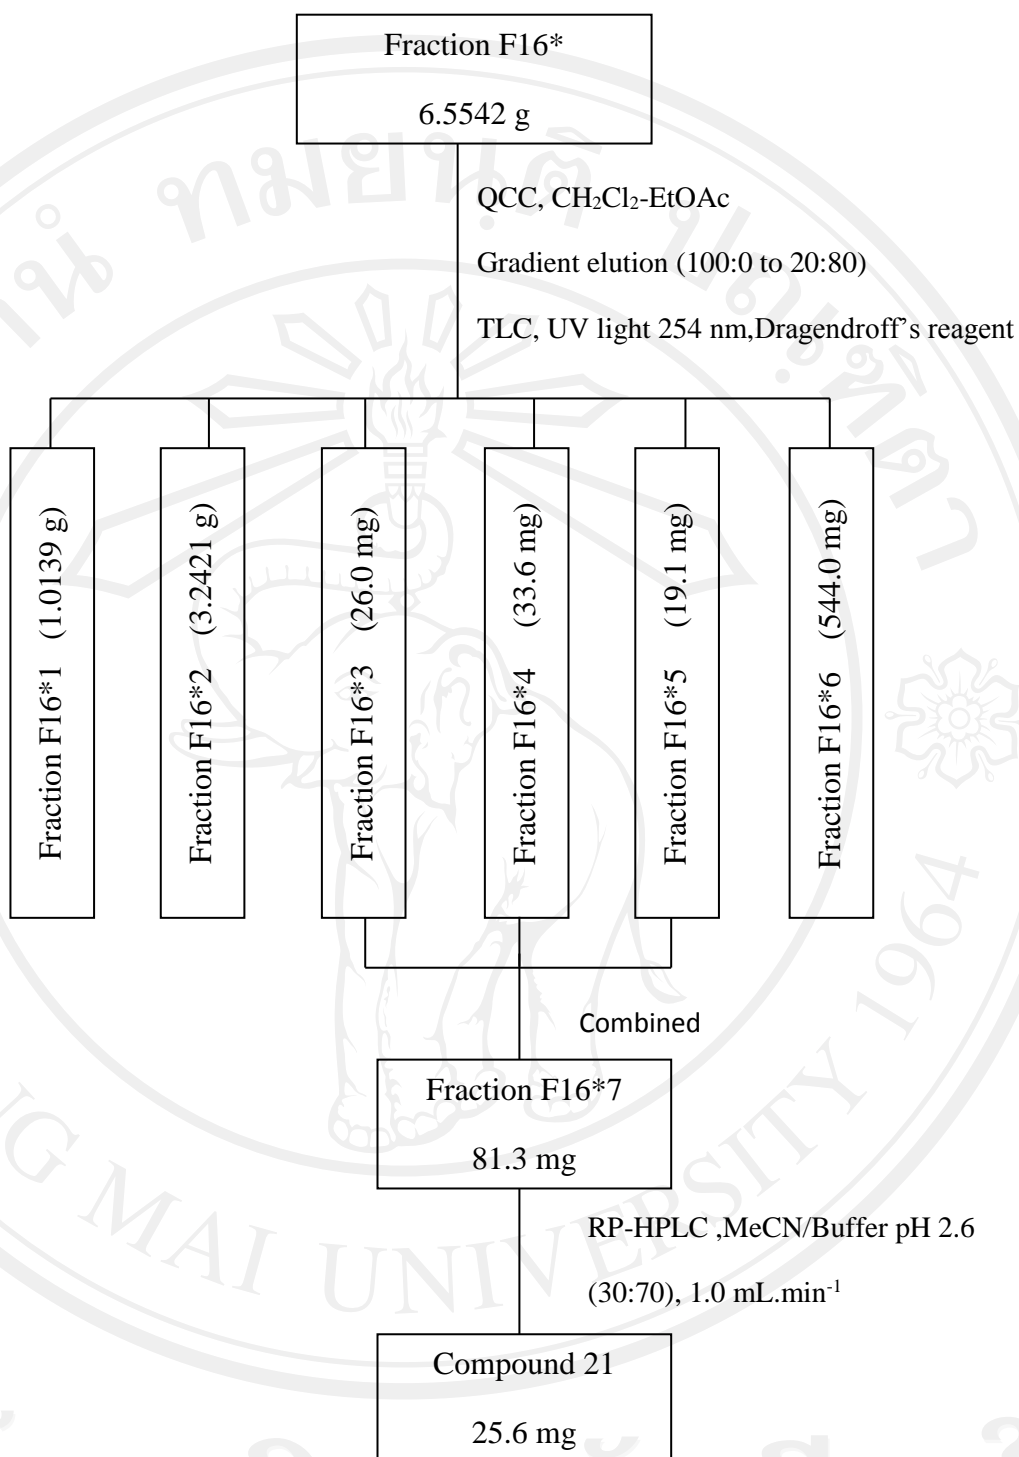 Fraction F16*
6.5542 g
QCC, CH₂Cl₂-EtOAc
Gradient elution (100:0 to 20:80)
TLC, UV light 254 nm,Dragendroff’s reagent
Fraction F16*1 (1.0139 g)
Fraction F16*2 (3.2421 g)
Fraction F16*3 (26.0 mg)
Fraction F16*4 (33.6 mg)
Fraction F16*5 (19.1 mg)
Fraction F16*6 (544.0 mg)
Combined
Fraction F16*7
81.3 mg
RP-HPLC ,MeCN/Buffer pH 2.6
(30:70), 1.0 mL.min⁻¹
Compound 21
25.6 mg
MAI UNIVERSITY 1964